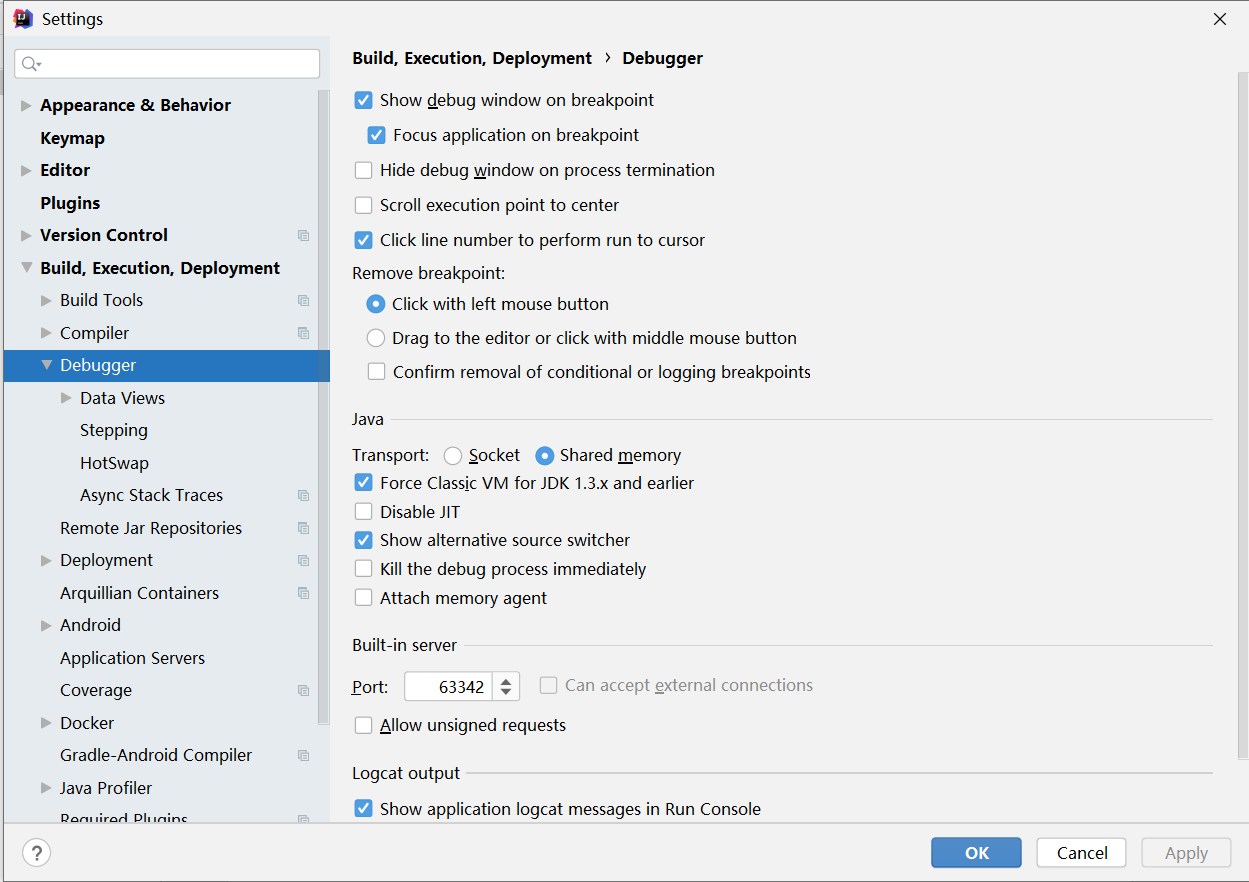 Settings
Appearance & Behavior
Keymap
Editor
Plugins
Version Control
Build, Execution, Deployment
Build Tools
Compiler
Debugger
Data Views
Stepping
HotSwap
Async Stack Traces
Remote Jar Repositories
Deployment
Arquillian Containers
Android
Application Servers
Coverage
Docker
Gradle-Android Compiler
Java Profiler
Required Plugins
Build, Execution, Deployment › Debugger
Show debug window on breakpoint
Focus application on breakpoint
Hide debug window on process termination
Scroll execution point to center
Click line number to perform run to cursor
Remove breakpoint:
Click with left mouse button
Drag to the editor or click with middle mouse button
Confirm removal of conditional or logging breakpoints
Java
Transport: Socket Shared memory
Force Classic VM for JDK 1.3.x and earlier
Disable JIT
Show alternative source switcher
Kill the debug process immediately
Attach memory agent
Built-in server
Port: 63342 Can accept external connections
Allow unsigned requests
Logcat output
Show application logcat messages in Run Console
? OK Cancel Apply